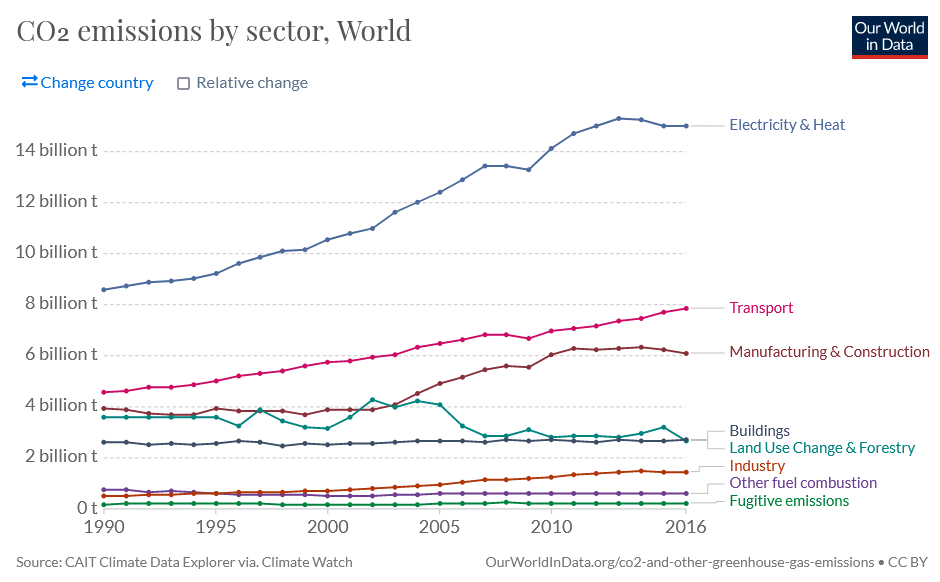 CO₂ emissions by sector, World
Our World
in Data
Change country
Relative change
14 billion t
12 billion t
10 billion t
8 billion t
6 billion t
4 billion t
2 billion t
0 t
Electricity & Heat
Transport
Manufacturing & Construction
Buildings
Land Use Change & Forestry
Industry
Other fuel combustion
Fugitive emissions
1990 1995 2000 2005 2010 2016
Source: CAIT Climate Data Explorer via. Climate Watch
OurWorldInData.org/co2-and-other-greenhouse-gas-emissions • CC BY